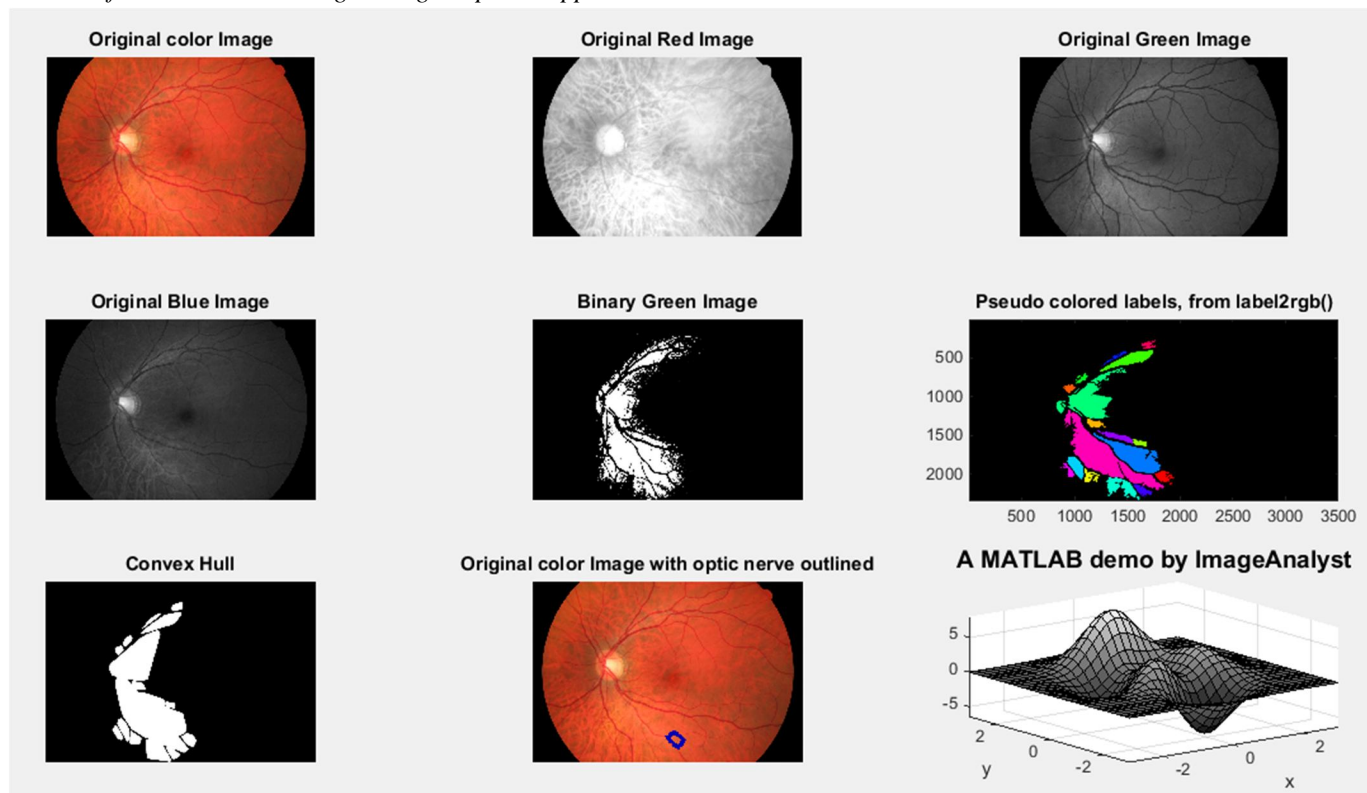 Original color Image
Original Red Image
Original Green Image
Original Blue Image
Binary Green Image
Pseudo colored labels, from label2rgb()
500
1000
1500
2000
500 1000 1500 2000 2500 3000 3500
Convex Hull
Original color Image with optic nerve outlined
A MATLAB demo by ImageAnalyst
5
0
-5
2
0
-2
y
-2
0
2
x